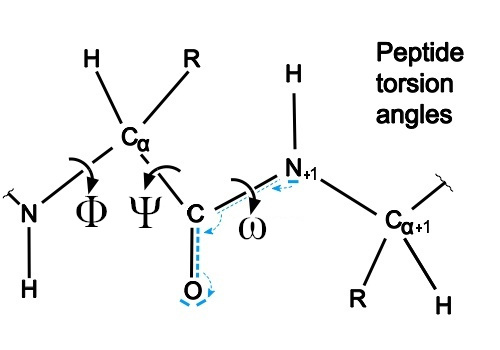 Peptide
torsion
angles
H R
H
Cα
N+1
N Φ Ψ C ω Cα+1
H O R H